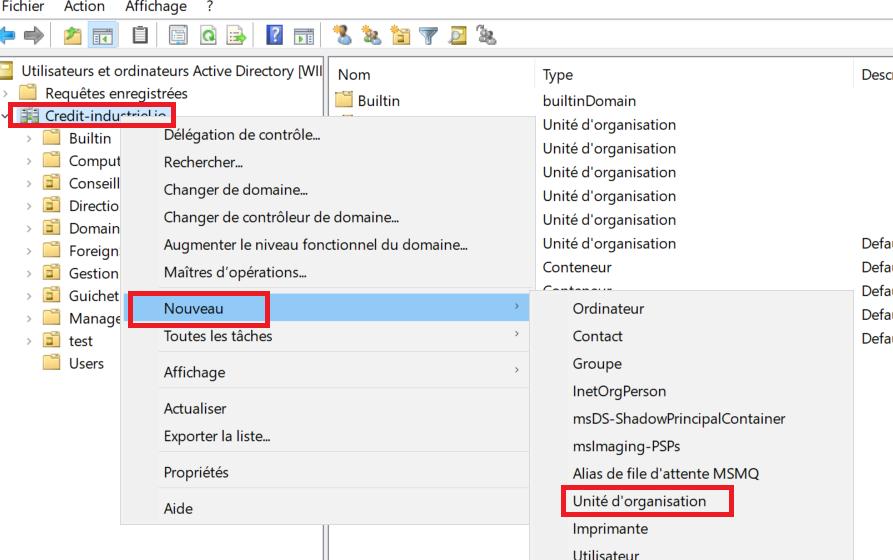 Fichier Action Affichage ?
Utilisateurs et ordinateurs Active Directory [WII
Requêtes enregistrées
Credit-industriel.io
Builtin
Comput
Conseill
Directio
Domain
Foreign
Gestion
Guichet
Manage
test
Users
Délégation de contrôle...
Rechercher...
Changer de domaine...
Changer de contrôleur de domaine...
Augmenter le niveau fonctionnel du domaine...
Maîtres d'opérations...
Nouveau
Toutes les tâches
Affichage
Actualiser
Exporter la liste...
Propriétés
Aide
Nom Type Descr
Builtin builtinDomain
Unité d'organisation
Unité d'organisation
Unité d'organisation
Unité d'organisation
Unité d'organisation
Unité d'organisation Defa
Conteneur Defa
Conteneur Defa
Defa
Defa
Ordinateur
Contact
Groupe
InetOrgPerson
msDS-ShadowPrincipalContainer
msImaging-PSPs
Alias de file d'attente MSMQ
Unité d'organisation
Imprimante
Utilisateur